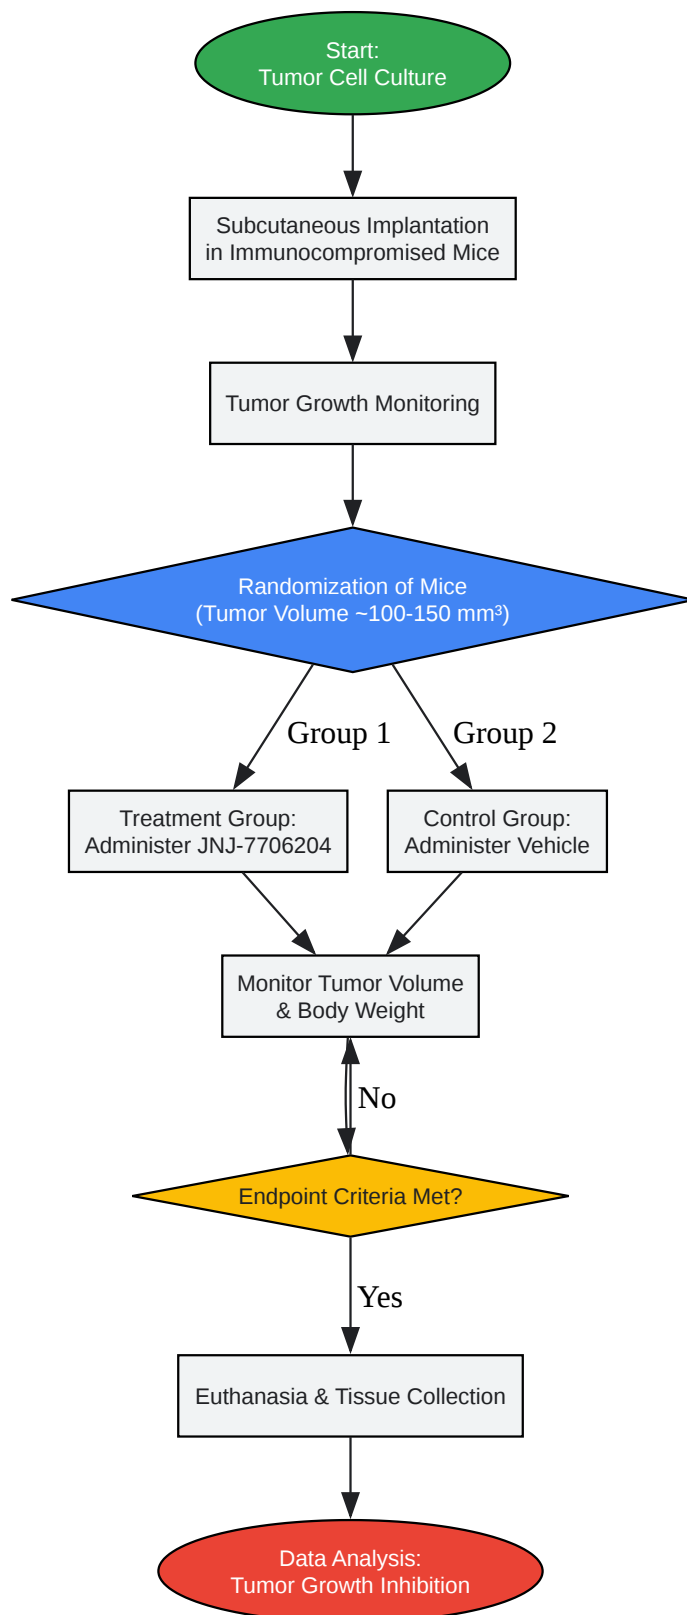 Start:
Tumor Cell Culture
Subcutaneous Implantation
in Immunocompromised Mice
Tumor Growth Monitoring
Randomization of Mice
(Tumor Volume ~100-150 mm³)
Group 1
Group 2
Treatment Group:
Administer JNJ-7706204
Control Group:
Administer Vehicle
Monitor Tumor Volume
& Body Weight
No
Endpoint Criteria Met?
Yes
Euthanasia & Tissue Collection
Data Analysis:
Tumor Growth Inhibition